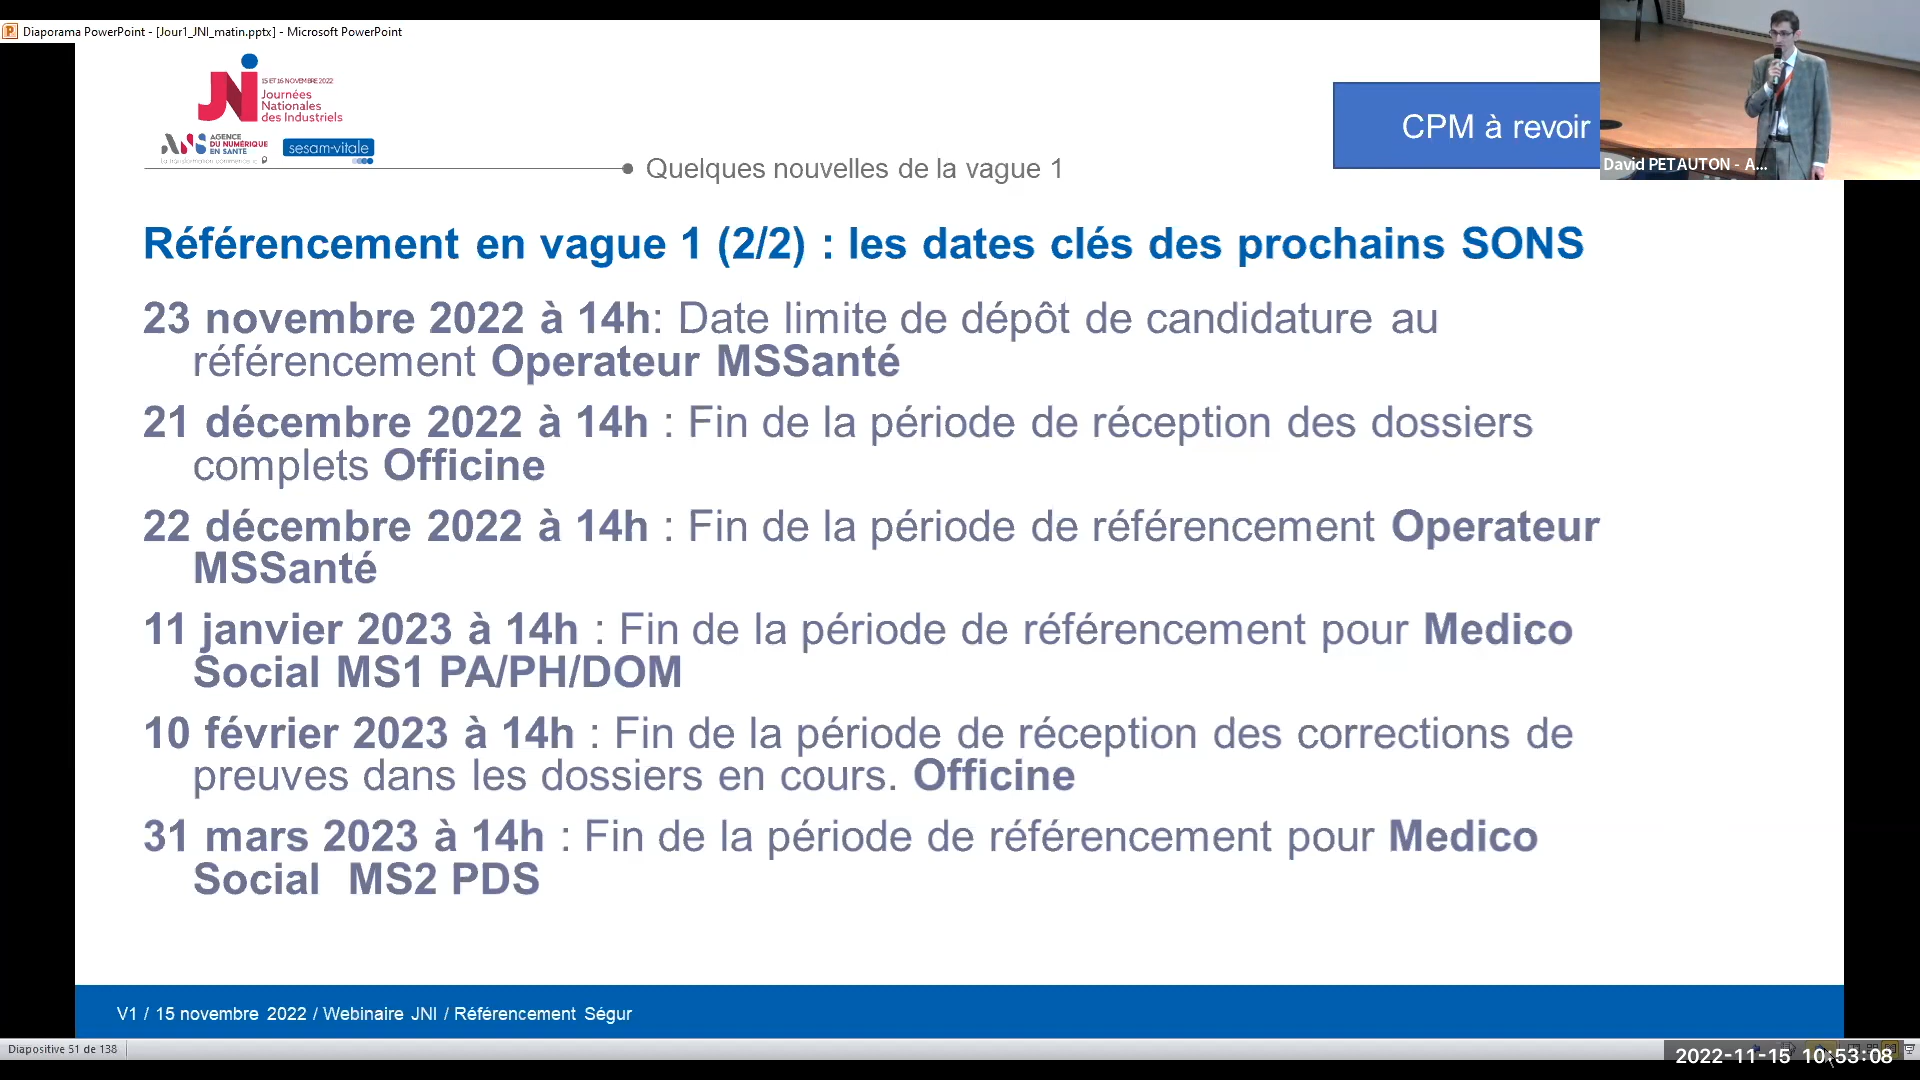 Diaporama PowerPoint - [Jour1_JNI_matin.pptx] - Microsoft PowerPoint
JNI
15 ET 16 NOVEMBRE 2022
Journées
Nationales
des Industriels
AGENCE
DU NUMÉRIQUE
EN SANTÉ
La transformation commence ici
sesam-vitale
Quelques nouvelles de la vague 1
CPM à revoir
David PETAUTON - A...
Référencement en vague 1 (2/2) : les dates clés des prochains SONS
23 novembre 2022 à 14h: Date limite de dépôt de candidature au
référencement Operateur MSSanté
21 décembre 2022 à 14h : Fin de la période de réception des dossiers
complets Officine
22 décembre 2022 à 14h : Fin de la période de référencement Operateur
MSSanté
11 janvier 2023 à 14h : Fin de la période de référencement pour Medico
Social MS1 PA/PH/DOM
10 février 2023 à 14h : Fin de la période de réception des corrections de
preuves dans les dossiers en cours. Officine
31 mars 2023 à 14h : Fin de la période de référencement pour Medico
Social  MS2 PDS
V1 / 15 novembre 2022 / Webinaire JNI / Référencement Ségur
Diapositive 51 de 138
2022-11-15 10:53:08